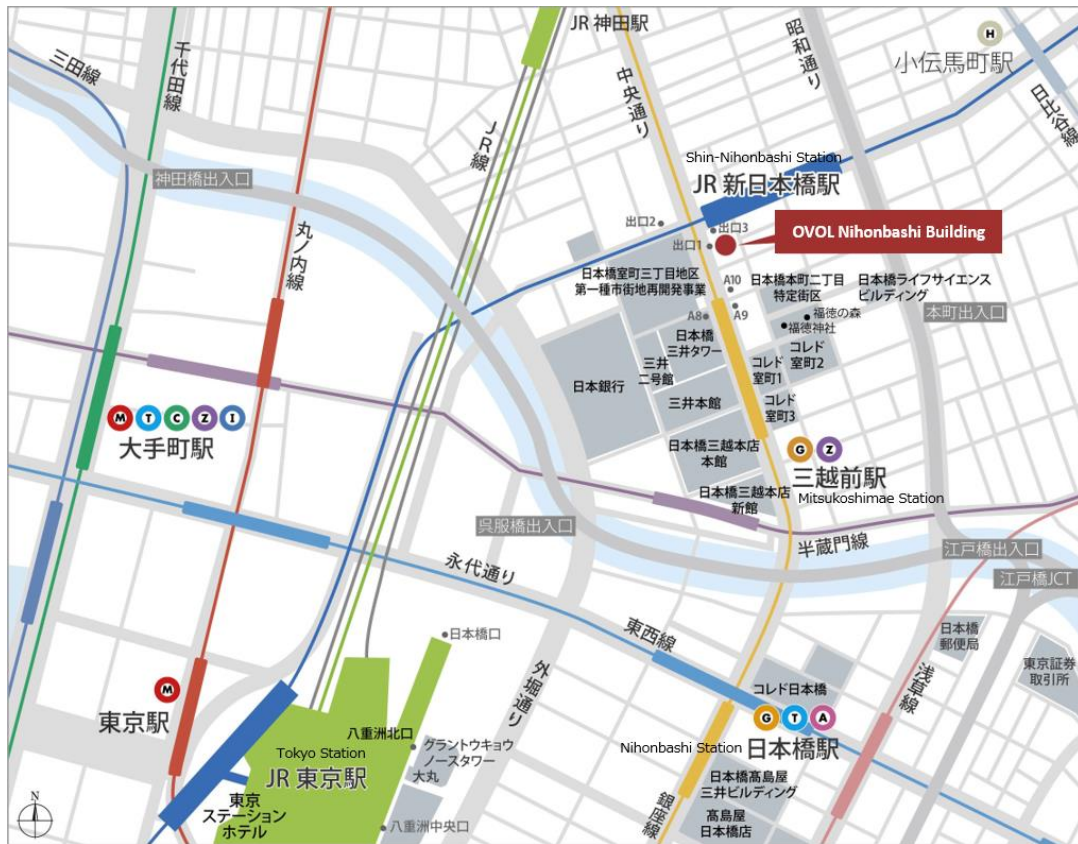 JR 神田駅
千代田線
三田線
昭和通り
H
小伝馬町駅
中央通り
日比谷線
JR線
Shin-Nihonbashi Station
JR 新日本橋駅
神田橋出入口
出口2
出口3
出口1
OVOL Nihonbashi Building
丸ノ内線
日本橋室町三丁目地区
第一種市街地再開発事業
A10
日本橋本町二丁目
特定街区
日本橋ライフサイエンス
ビルディング
A8
A9
福徳の森
福徳神社
本町出入口
日本橋
三井タワー
コレド
室町2
三井
二号館
コレド
室町1
日本銀行
三井本館
コレド
室町3
M T C Z I
大手町駅
日本橋三越本店
本館
G Z
三越前駅
Mitsukoshimae Station
日本橋三越本店
新館
呉服橋出入口
半蔵門線
江戸橋出入口
永代通り
江戸橋JCT
日本橋口
東西線
日本橋
郵便局
外堀通り
東京証券
取引所
浅草線
M
東京駅
コレド日本橋
G T A
八重洲北口
Tokyo Station
JR 東京駅
グラントウキョウ
ノースタワー
大丸
Nihonbashi Station
日本橋駅
日本橋髙島屋
三井ビルディング
東京
ステーション
ホテル
銀座線
髙島屋
日本橋店
八重洲中央口
N